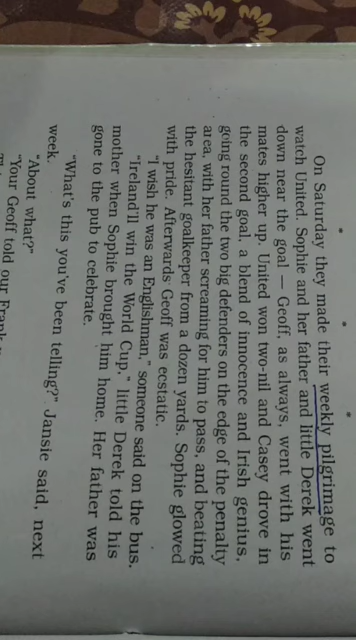 On Saturday they made their weekly pilgrimage to
watch United. Sophie and her father and little Derek went
down near the goal — Geoff, as always, went with his
mates higher up. United won two-nil and Casey drove in
the second goal, a blend of innocence and Irish genius,
going round the two big defenders on the edge of the penalty
area, with her father screaming for him to pass, and beating
the hesitant goalkeeper from a dozen yards. Sophie glowed
with pride. Afterwards Geoff was ecstatic.
"I wish he was an Englishman," someone said on the bus.
"Ireland'll win the World Cup," little Derek told his
mother when Sophie brought him home. Her father was
gone to the pub to celebrate.
"What's this you've been telling?" Jansie said, next
week.
"About what?"
"Your Geoff told our Frank